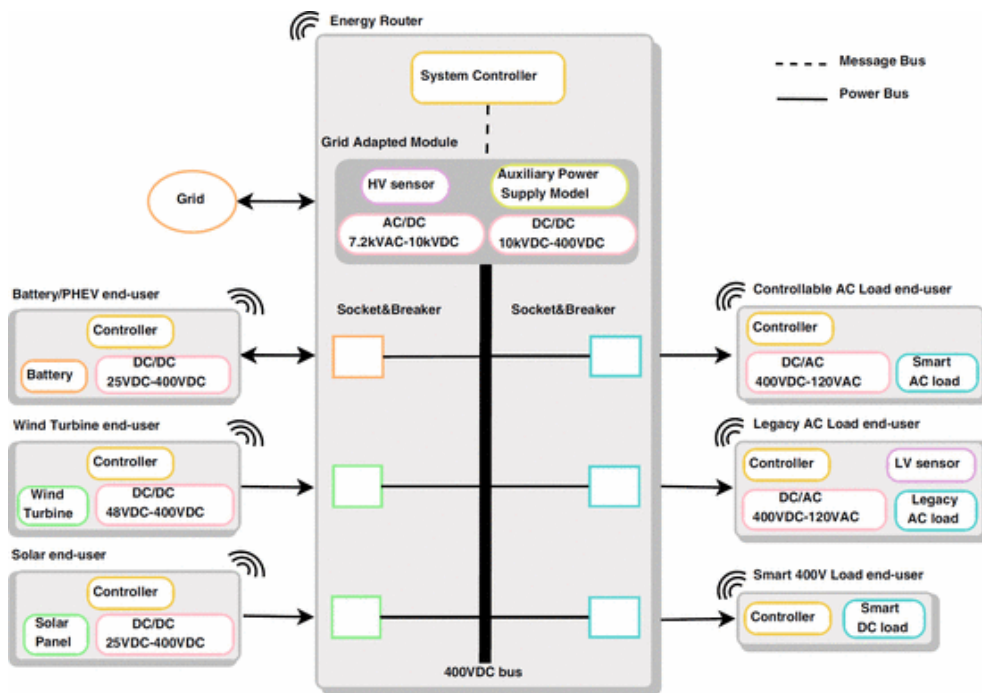 Energy Router
Message Bus
Power Bus
System Controller
Grid Adapted Module
HV sensor
Auxiliary Power
Supply Model
AC/DC
7.2kVAC-10kVDC
DC/DC
10kVDC-400VDC
Grid
Battery/PHEV end-user
Controller
Battery
DC/DC
25VDC-400VDC
Wind Turbine end-user
Controller
Wind
Turbine
DC/DC
48VDC-400VDC
Solar end-user
Controller
Solar
Panel
DC/DC
25VDC-400VDC
Socket&Breaker
Socket&Breaker
400VDC bus
Controllable AC Load end-user
Controller
DC/AC
400VDC-120VAC
Smart
AC load
Legacy AC Load end-user
Controller
LV sensor
DC/AC
400VDC-120VAC
Legacy
AC load
Smart 400V Load end-user
Controller
Smart
DC load